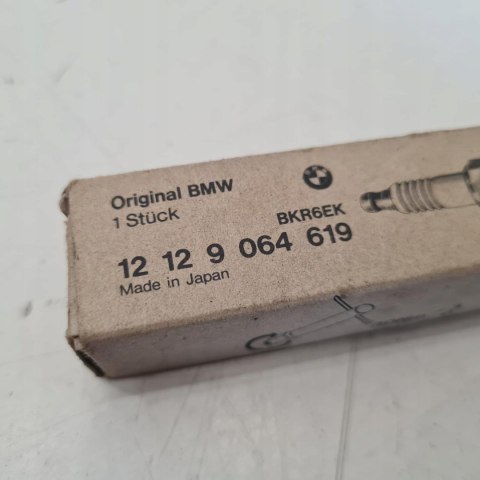 Original BMW
1 Stück
BKR6EK
12 12 9 064 619
Made in Japan